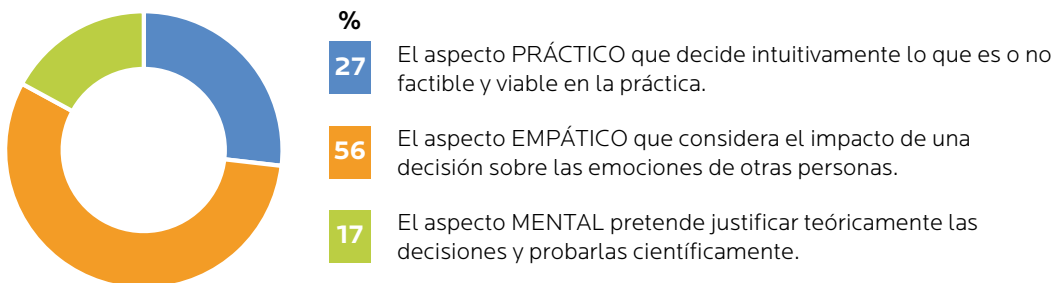 %
27
El aspecto PRÁCTICO que decide intuitivamente lo que es o no
factible y viable en la práctica.
56
El aspecto EMPÁTICO que considera el impacto de una
decisión sobre las emociones de otras personas.
17
El aspecto MENTAL pretende justificar teóricamente las
decisiones y probarlas científicamente.